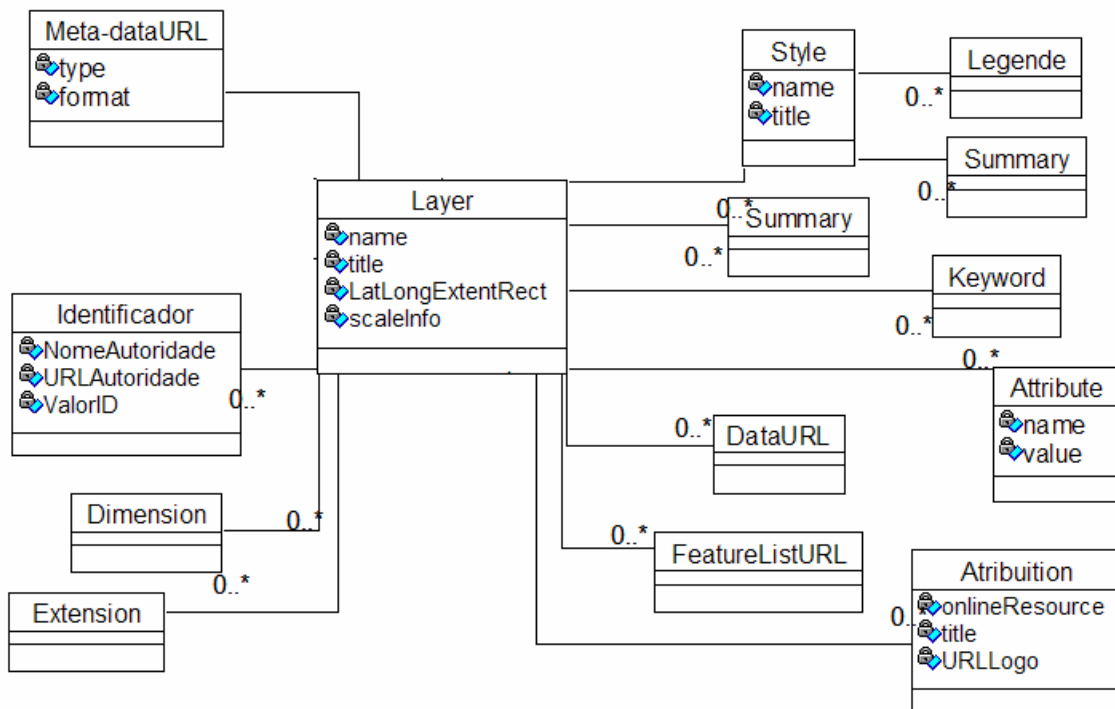 Meta-dataURL
type
format
Style
name
title
Legende
0..*
Summary
0..*
Layer
name
title
LatLongExtentRect
scaleInfo
0..*
Summary
0..*
Keyword
0..*
Identificador
NomeAutoridade
URLAutoridade
ValorID
0..*
0..*
Attribute
name
value
0..*
DataURL
Dimension
0..*
0..*
FeatureListURL
Extension
0..*
Atribuition
0..*
onlineResource
title
URLLogo